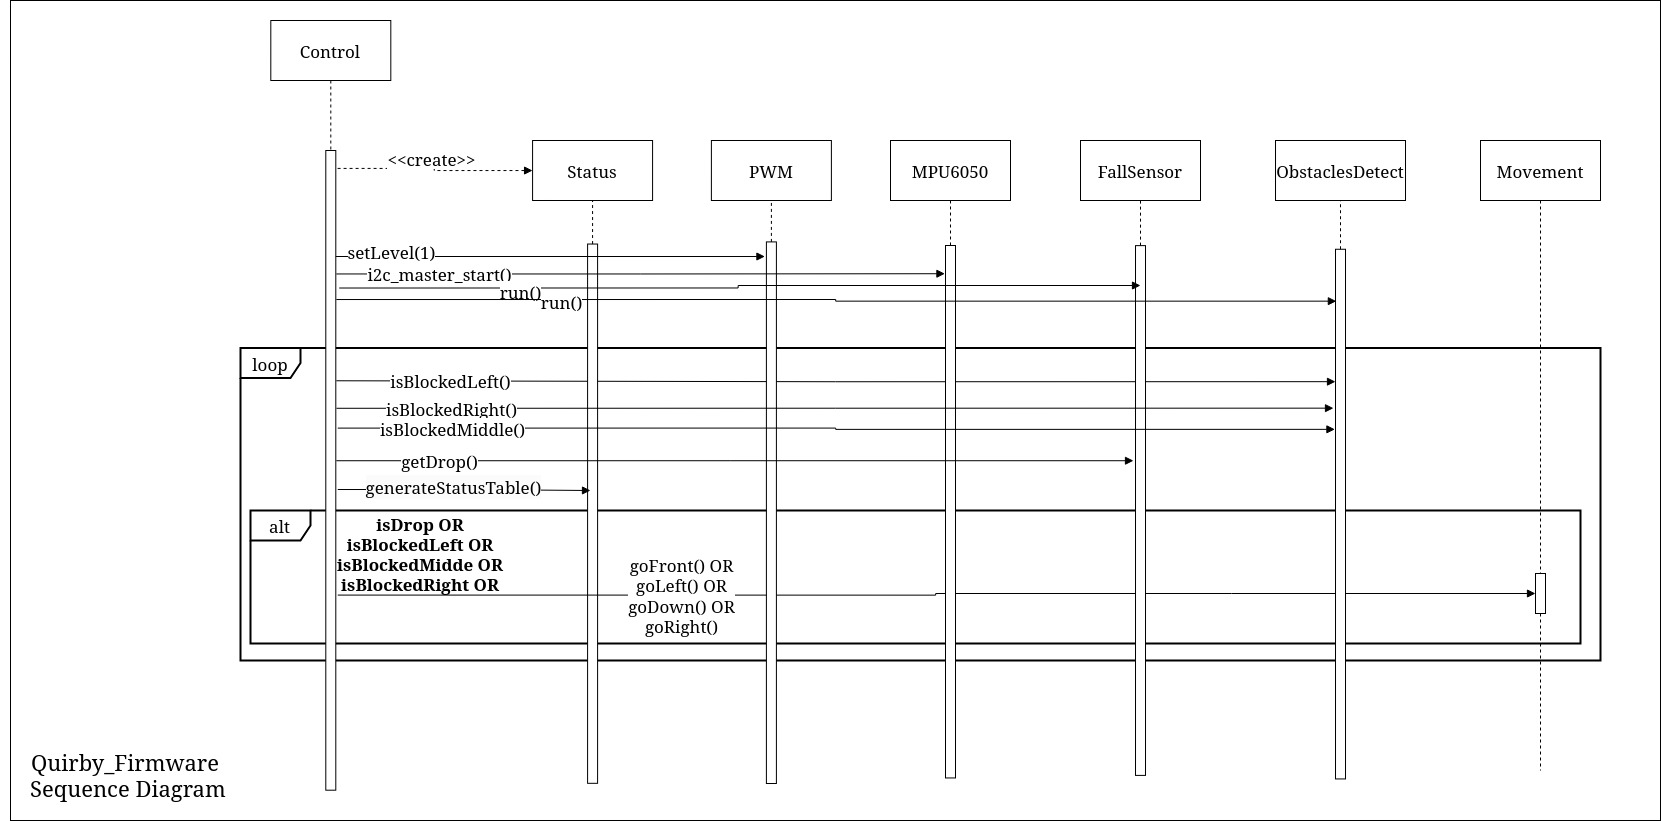 Control
<<create>>
Status
PWM
MPU6050
FallSensor
ObstaclesDetect
Movement
setLevel(1)
i2c_master_start()
run()
run()
loop
isBlockedLeft()
isBlockedRight()
isBlockedMiddle()
getDrop()
generateStatusTable()
alt
isDrop OR
isBlockedLeft OR
isBlockedMidde OR
isBlockedRight OR
goFront() OR
goLeft() OR
goDown() OR
goRight()
Quirby_Firmware
Sequence Diagram